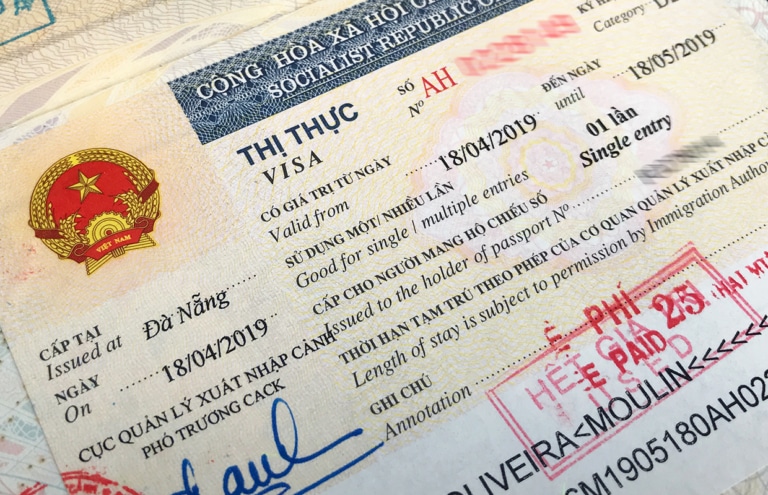 CỘNG HÒA XÃ HỘI
SOCIALIST REPUBLIC
Category
THỊ THỰC
VISA
SỐ
Nº AH
CÓ GIÁ TRỊ TỪ NGÀY
Valid from
18/04/2019
ĐẾN NGÀY
until
18/05/2019
SỬ DỤNG MỘT/NHIỀU LẦN
Good for single / multiple entries
01 lần
Single entry
CẤP CHO NGƯỜI MANG HỘ CHIẾU SỐ
Issued to the holder of passport Nº
THỜI HẠN TẠM TRÚ THEO PHÉP CỦA CƠ QUAN QUẢN LÝ XUẤT NHẬP CẢNH
Length of stay is subject to permission by Immigration
GHI CHÚ
Annotation
VIỆT NAM
CẤP TẠI
Issued at
Đà Nẵng
NGÀY
On
18/04/2019
CỤC QUẢN LÝ XUẤT NHẬP CẢNH
PHÓ TRƯỞNG CACK
PHÍ
PAID 25
HẾT GIÁ
USED
OLIVEIRA<MOULIN<<<<<<